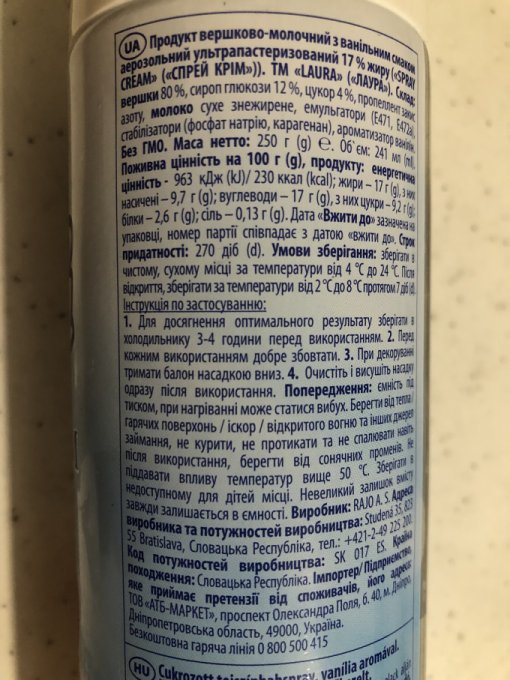 UA Продукт вершково-молочний з ванільним смаком
аерозольний ультрапастеризований 17 % жиру («SPRAY
CREAM» («СПРЕЙ КРІМ»)). ТМ «LAURA» («ЛАУРА»). Склад:
вершки 80 %, сироп глюкози 12 %, цукор 4 %, пропелент закис
азоту, молоко сухе знежирене, емульгатори (Е471, Е472а),
стабілізатори (фосфат натрію, карагенан), ароматизатор ванілін.
Без ГМО. Маса нетто: 250 г (g) ℮. Об`єм: 241 мл (ml).
Поживна цінність на 100 г (g), продукту: енергетична
цінність - 963 кДж (kJ)/ 230 ккал (kcal); жири – 17 г(g), з них
насичені – 9,7 г(g); вуглеводи – 17 г(g), з них цукри – 9,2 г(g);
білки – 2,6 г(g); сіль – 0,13 г(g). Дата «Вжити до» зазначена на
упаковці, номер партії співпадає з датою «вжити до». Строк
придатності: 270 діб (d). Умови зберігання: зберігати в
чистому, сухому місці за температури від 4 °С до 24 °С. Після
відкриття, зберігати за температури від 2 °С до 8 °С протягом 7 діб (d).
Інструкція по застосуванню:
1. Для досягнення оптимального результату зберігати в
холодильнику 3-4 години перед використанням. 2. Перед
кожним використанням добре збовтати. 3. При декоруванні
тримати балон насадкою вниз. 4. Очистіть і висушіть насадку
одразу після використання. Попередження: ємність під
тиском, при нагріванні може статися вибух. Берегти від тепла /
гарячих поверхонь / іскор / відкритого вогню та інших джерел
займання, не курити, не протикати та не спалювати навіть
після використання, берегти від сонячних променів. Не
піддавати впливу температур вище 50 °С. Зберігати в
недоступному для дітей місці. Невеликий залишок вмісту
завжди залишається в ємності. Виробник: RAJO A. S. Адреса
виробника та потужностей виробництва: Studená 35, 823
55 Bratislava, Словацька Республіка, тел.: +421-2-49 225 200.
Код потужностей виробництва: SK 017 ES. Країна
походження: Словацька Республіка. Імпортер/ Підприємство,
яке приймає претензії від споживачів, його адреса:
ТОВ «АТБ-МАРКЕТ», проспект Олександра Поля, б. 40, м. Дніпро,
Дніпропетровська область, 49000, Україна.
Безкоштовна гаряча лінія 0 800 500 415
HU Cukrozott tejszínhabspray, vanília aromával.